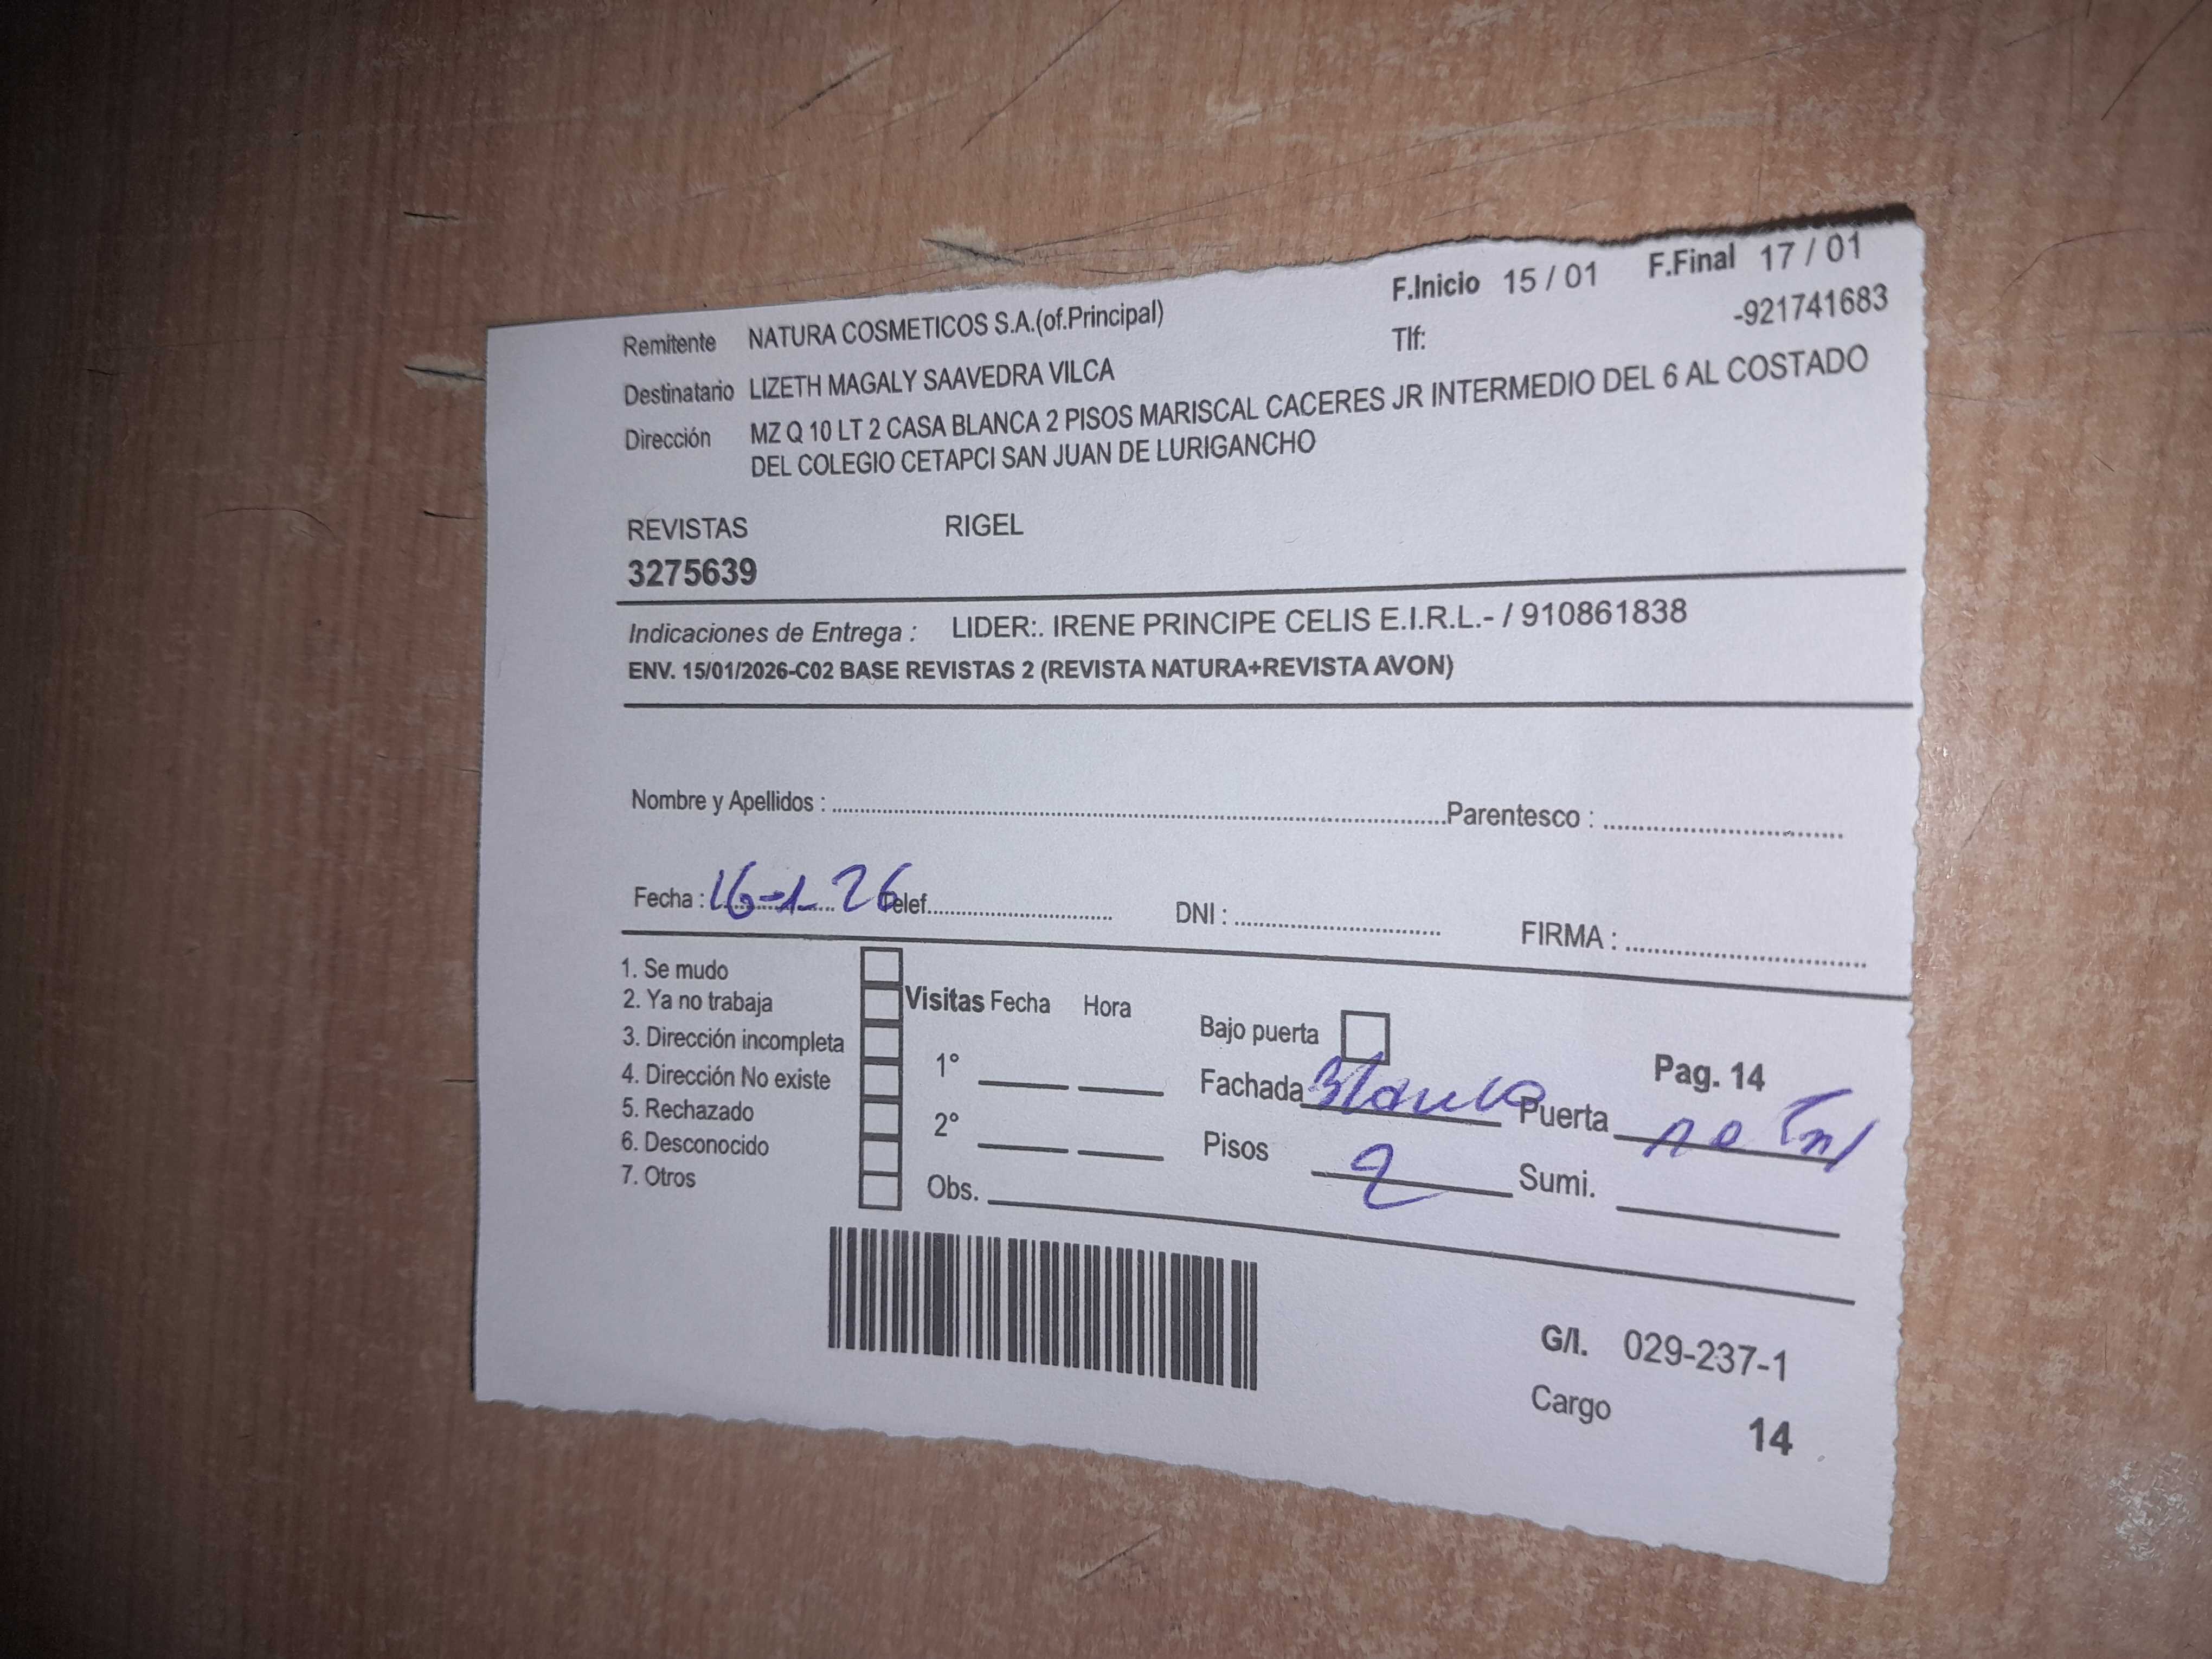 F.Inicio 15 / 01 F.Final 17 / 01
Remitente NATURA COSMETICOS S.A.(of.Principal) Tlf: -921741683
Destinatario LIZETH MAGALY SAAVEDRA VILCA
Dirección MZ Q 10 LT 2 CASA BLANCA 2 PISOS MARISCAL CACERES JR INTERMEDIO DEL 6 AL COSTADO
DEL COLEGIO CETAPCI SAN JUAN DE LURIGANCHO
REVISTAS RIGEL
3275639
Indicaciones de Entrega : LIDER:. IRENE PRINCIPE CELIS E.I.R.L.- / 910861838
ENV. 15/01/2026-C02 BASE REVISTAS 2 (REVISTA NATURA+REVISTA AVON)
Nombre y Apellidos : Parentesco :
Fecha : 16-1-26 Telef. DNI : FIRMA :
1. Se mudo
2. Ya no trabaja
3. Dirección incompleta
4. Dirección No existe
5. Rechazado
6. Desconocido
7. Otros
Visitas Fecha Hora
1°
2°
Obs.
Bajo puerta
Fachada Blanca Puerta no
Pisos 2 Sumi.
Pag. 14
G/I. 029-237-1
Cargo 14